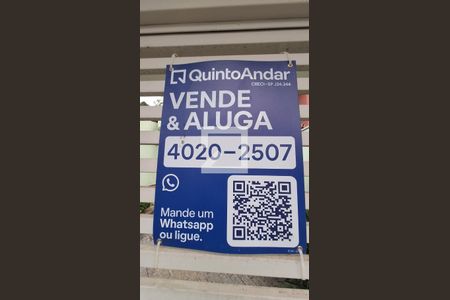 QuintoAndar
CRECI-SP J24.344
VENDE
& ALUGA
4020-2507
Mande um
Whatsapp
ou ligue.